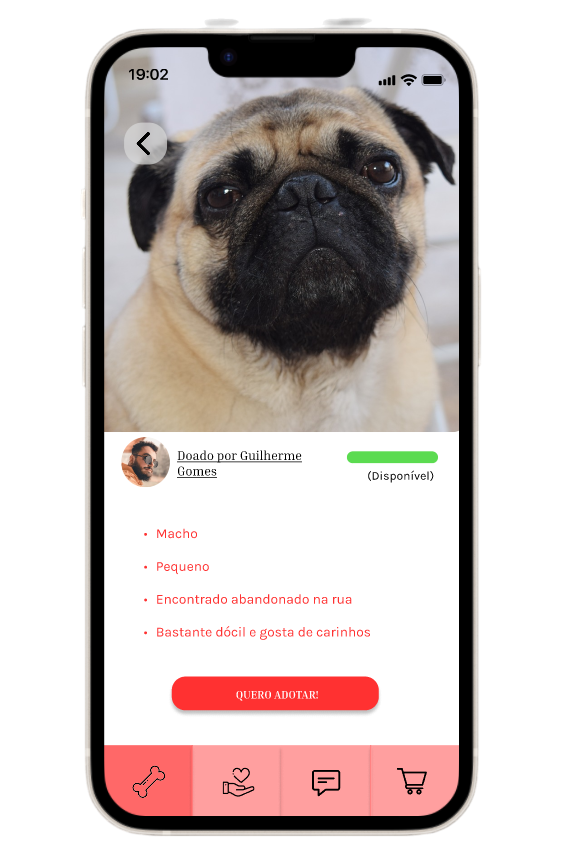 19:02
Doado por Guilherme
Gomes
(Disponível)
• Macho
• Pequeno
• Encontrado abandonado na rua
• Bastante dócil e gosta de carinhos
QUERO ADOTAR!